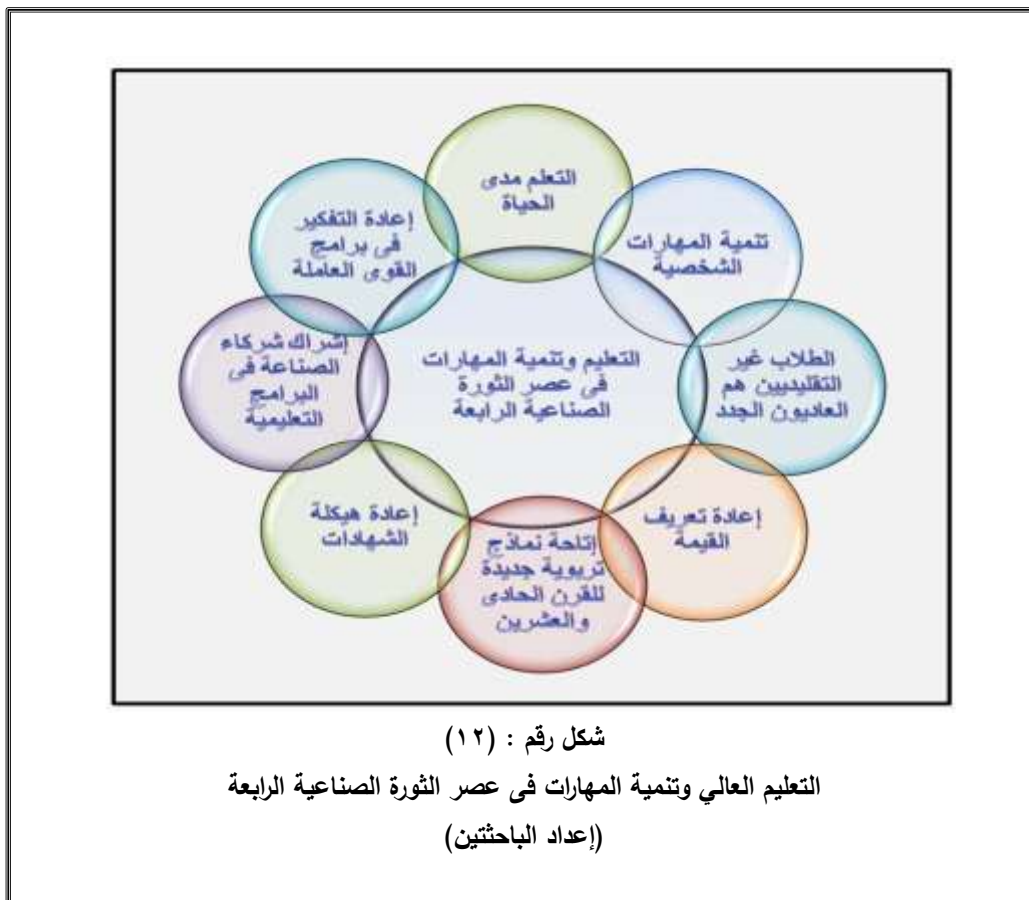 التعلم مدى
الحياة
تنمية المهارات
الشخصية
الطلاب غير
التقليديين هم
العاديون الجدد
إعادة تعريف
القيمة
إتاحة نماذج
تربوية جديدة
للقرن الحادى
والعشرين
إعادة هيكلة
الشهادات
إشراك شركاء
الصناعة فى
البرامج
التعليمية
إعادة التفكير
فى برامج
القوى العاملة
التعليم وتنمية المهارات
فى عصر الثورة
الصناعية الرابعة
شكل رقم : (١٢)
التعليم العالي وتنمية المهارات فى عصر الثورة الصناعية الرابعة
(إعداد الباحثتين)